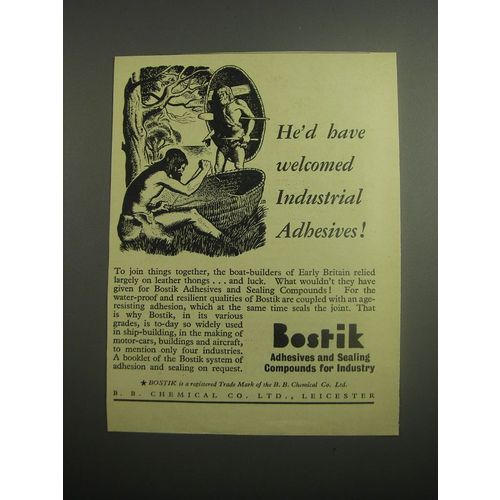 He'd have
welcomed
Industrial
Adhesives!
To join things together, the boat-builders of Early Britain relied
largely on leather thongs . . . and luck. What wouldn't they have
given for Bostik Adhesives and Sealing Compounds! For the
water-proof and resilient qualities of Bostik are coupled with an age-
resisting adhesion, which at the same time seals the joint. That
is why Bostik, in its various
grades, is to-day so widely used
in ship-building, in the making of
motor-cars, buildings and aircraft,
to mention only four industries.
A booklet of the Bostik system of
adhesion and sealing on request.
Bostik
Adhesives and Sealing
Compounds for Industry
★ BOSTIK is a registered Trade Mark of the B. B. Chemical Co. Ltd.
B. B. CHEMICAL CO. LTD., LEICESTER